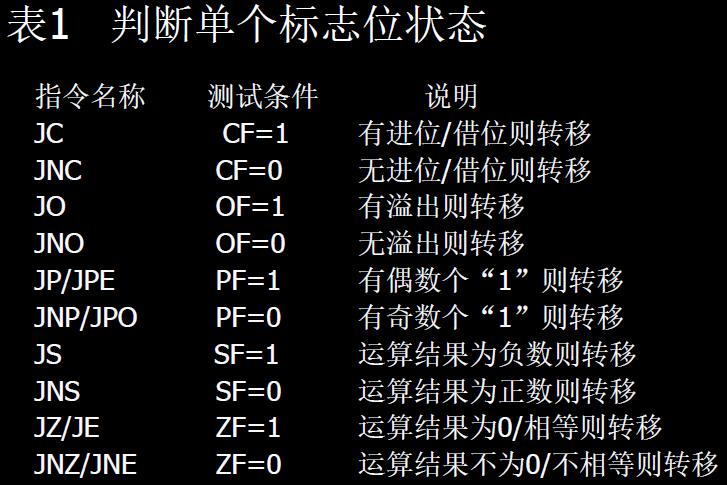 表1 判断单个标志位状态
指令名称 测试条件 说明
JC CF=1 有进位/借位则转移
JNC CF=0 无进位/借位则转移
JO OF=1 有溢出则转移
JNO OF=0 无溢出则转移
JP/JPE PF=1 有偶数个“1”则转移
JNP/JPO PF=0 有奇数个“1”则转移
JS SF=1 运算结果为负数则转移
JNS SF=0 运算结果为正数则转移
JZ/JE ZF=1 运算结果为0/相等则转移
JNZ/JNE ZF=0 运算结果不为0/不相等则转移